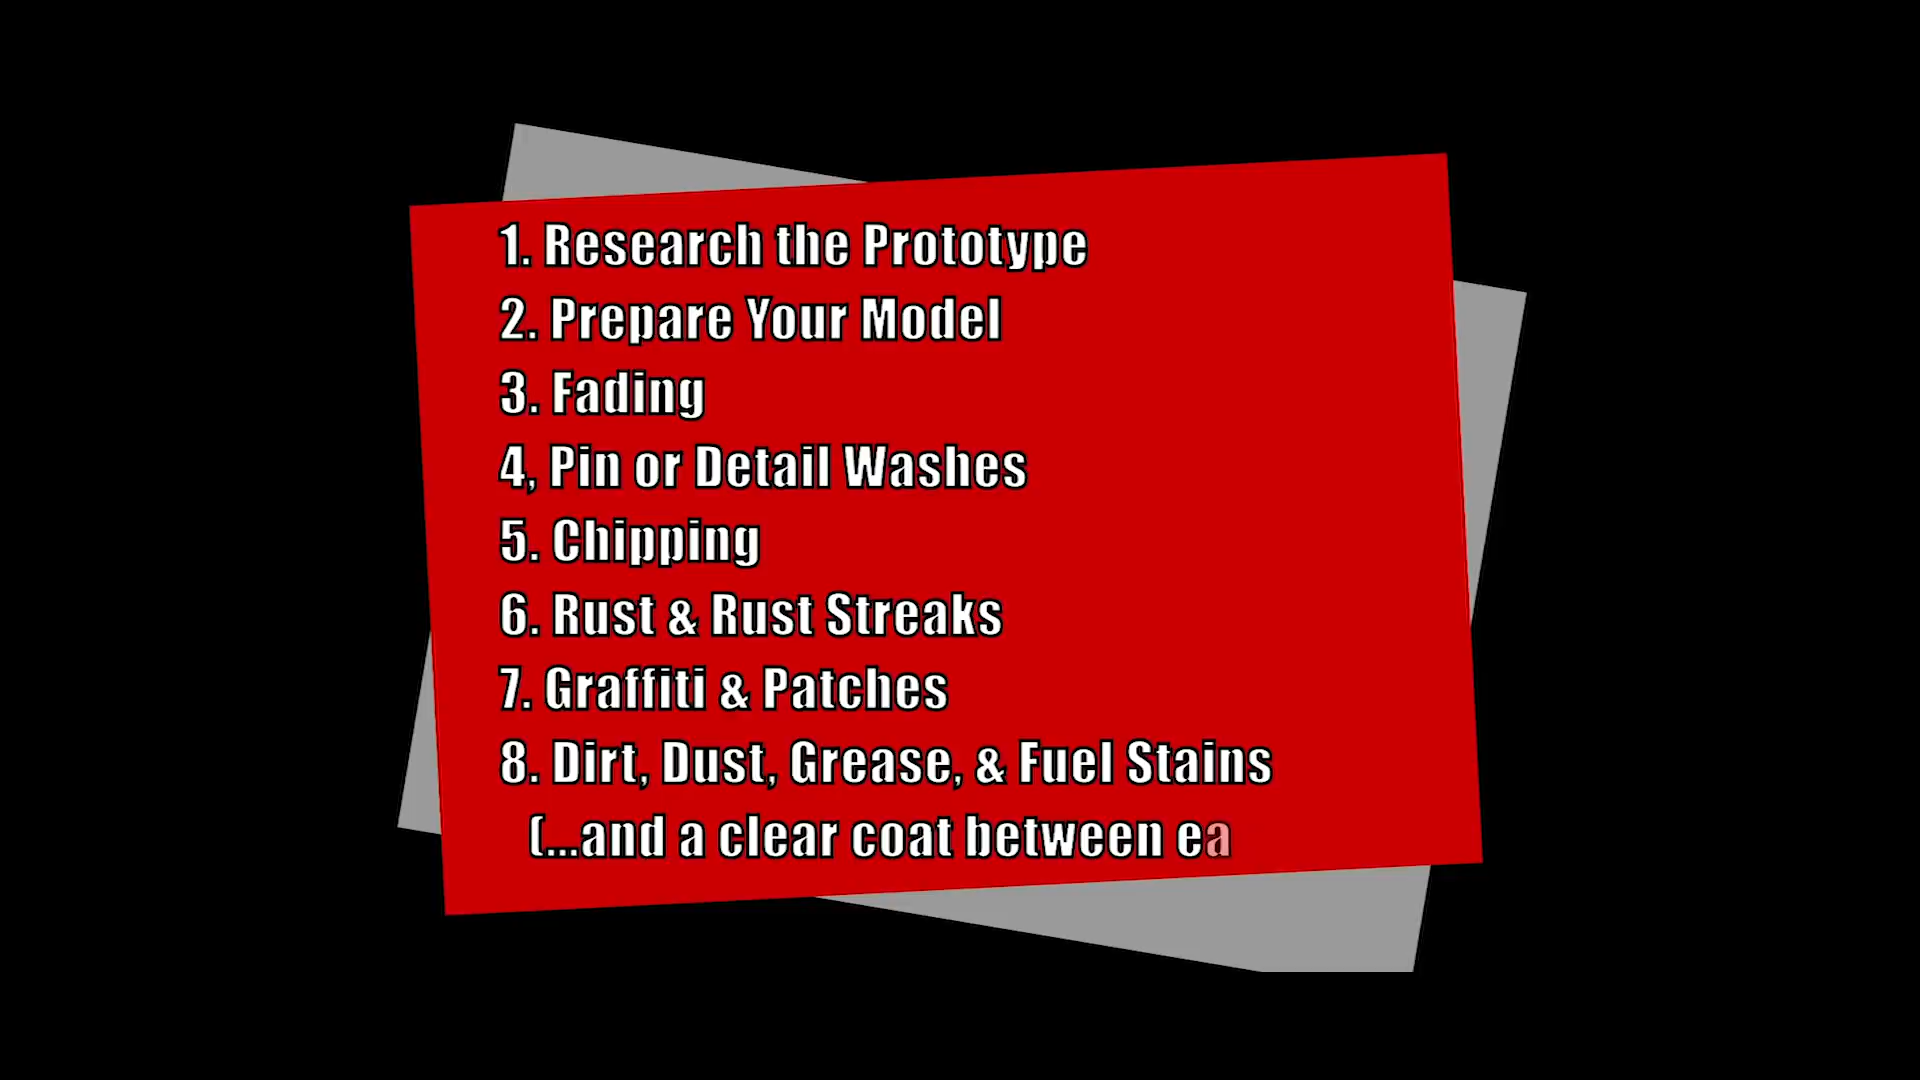 1. Research the Prototype
2. Prepare Your Model
3. Fading
4, Pin or Detail Washes
5. Chipping
6. Rust & Rust Streaks
7. Graffiti & Patches
8. Dirt, Dust, Grease, & Fuel Stains
(...and a clear coat between ea